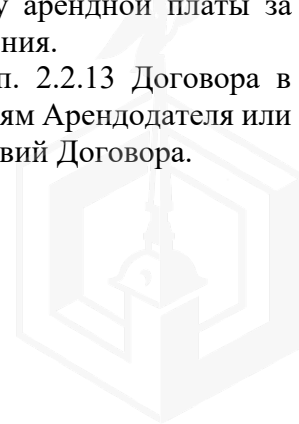 у арендной платы за
ния.
п. 2.2.13 Договора в
ям Арендодателя или
вий Договора.